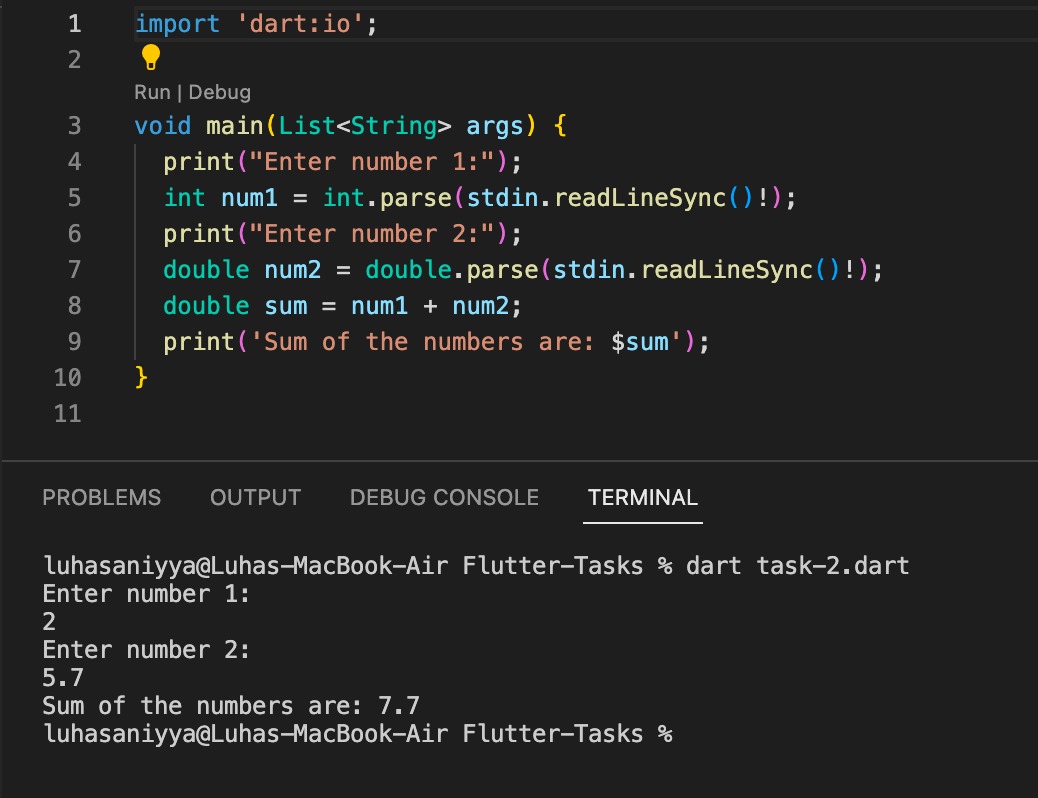 1 import 'dart:io';
2
Run | Debug
3 void main(List<String> args) {
4   print("Enter number 1:");
5   int num1 = int.parse(stdin.readLineSync()!);
6   print("Enter number 2:");
7   double num2 = double.parse(stdin.readLineSync()!);
8   double sum = num1 + num2;
9   print('Sum of the numbers are: $sum');
10 }
11
PROBLEMS OUTPUT DEBUG CONSOLE TERMINAL
luhasaniyya@Luhas-MacBook-Air Flutter-Tasks % dart task-2.dart
Enter number 1:
2
Enter number 2:
5.7
Sum of the numbers are: 7.7
luhasaniyya@Luhas-MacBook-Air Flutter-Tasks %